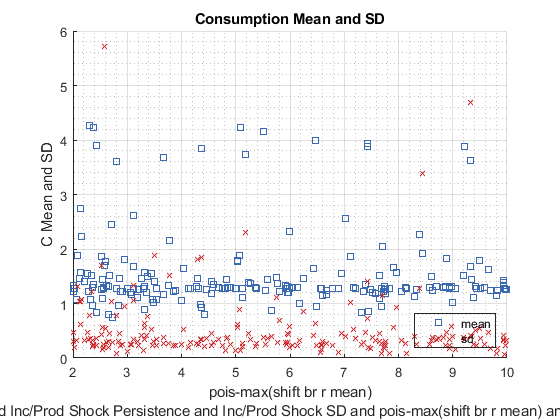 Consumption Mean and SD
C Mean and SD
6
5
4
3
2
1
0
mean
sd
2 3 4 5 6 7 8 9 10
pois-max(shift br r mean)
d Inc/Prod Shock Persistence and Inc/Prod Shock SD and pois-max(shift br r mean) ar